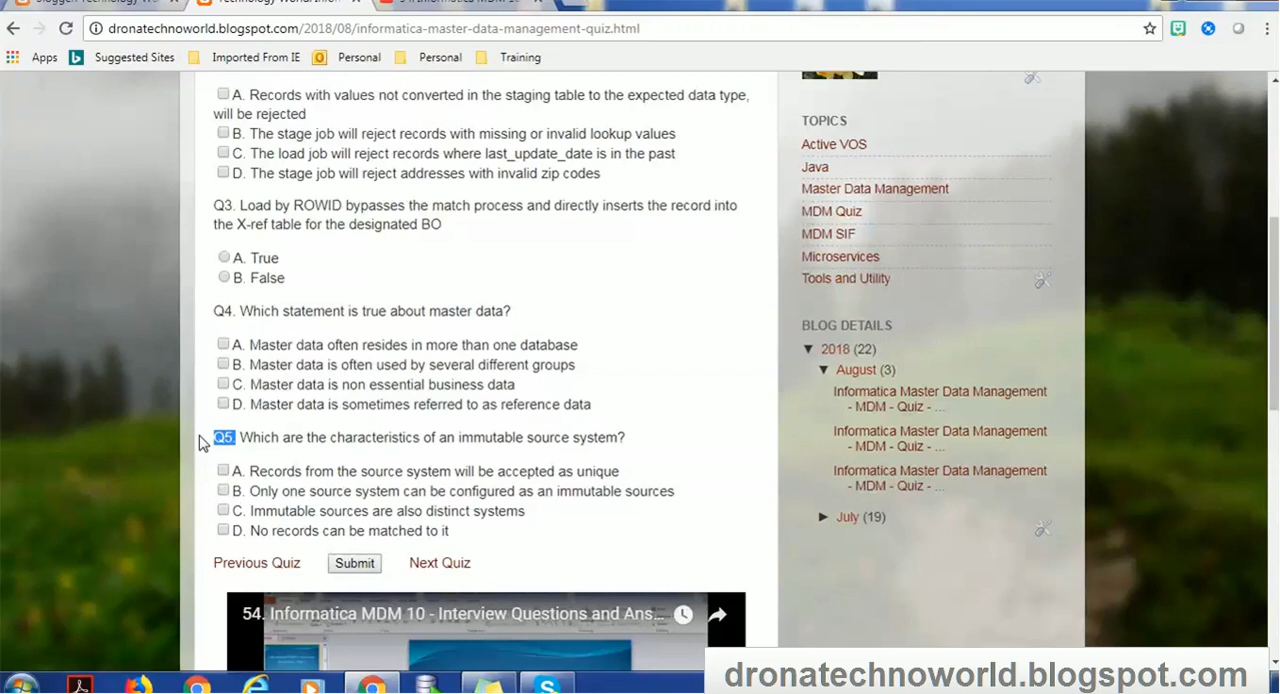 dronatechnoworld.blogspot.com/2018/08/informatica-master-data-management-quiz.html
Apps
Suggested Sites
Imported From IE
Personal
Personal
Training
A. Records with values not converted in the staging table to the expected data type,
will be rejected
B. The stage job will reject records with missing or invalid lookup values
C. The load job will reject records where last_update_date is in the past
D. The stage job will reject addresses with invalid zip codes
Q3. Load by ROWID bypasses the match process and directly inserts the record into
the X-ref table for the designated BO
A. True
B. False
Q4. Which statement is true about master data?
A. Master data often resides in more than one database
B. Master data is often used by several different groups
C. Master data is non essential business data
D. Master data is sometimes referred to as reference data
Q5. Which are the characteristics of an immutable source system?
A. Records from the source system will be accepted as unique
B. Only one source system can be configured as an immutable sources
C. Immutable sources are also distinct systems
D. No records can be matched to it
Previous Quiz
Submit
Next Quiz
54. Informatica MDM 10 - Interview Questions and Ans...
TOPICS
Active VOS
Java
Master Data Management
MDM Quiz
MDM SIF
Microservices
Tools and Utility
BLOG DETAILS
▼ 2018 (22)
▼ August (3)
Informatica Master Data Management
- MDM - Quiz - ...
Informatica Master Data Management
- MDM - Quiz - ...
Informatica Master Data Management
- MDM - Quiz - ...
► July (19)
dronatechnoworld.blogspot.com